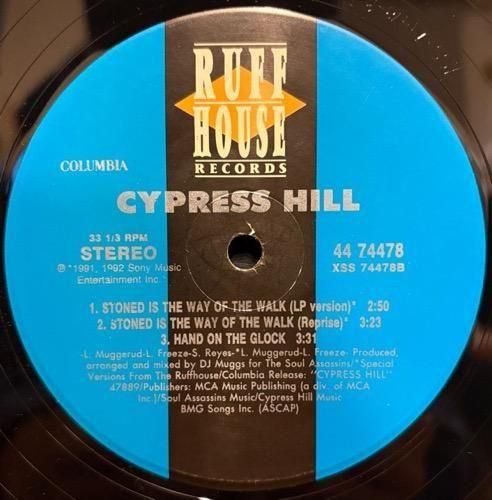 RUFF
HOUSE
RECORDS
COLUMBIA
CYPRESS HILL
33 1/3 RPM
STEREO
℗ "1991, 1992 Sony Music
Entertainment Inc."
44 74478
XSS 74478B
1. STONED IS THE WAY OF THE WALK (LP version)* 2:50
2. STONED IS THE WAY OF THE WALK (Reprise)* 3:23
3. HAND ON THE GLOCK 3:31
-L. Muggerud-L. Freeze-S. Reyes-*L. Muggerud-L. Freeze- Produced,
arranged and mixed by DJ Muggs for The Soul Assassins/*Special
Versions From The Ruffhouse/Columbia Release: "CYPRESS HILL"
47889/Publishers: MCA Music Publishing (a div. of MCA
Inc.)/Soul Assassins Music/Cypress Hill Music
BMG Songs Inc. (ASCAP)